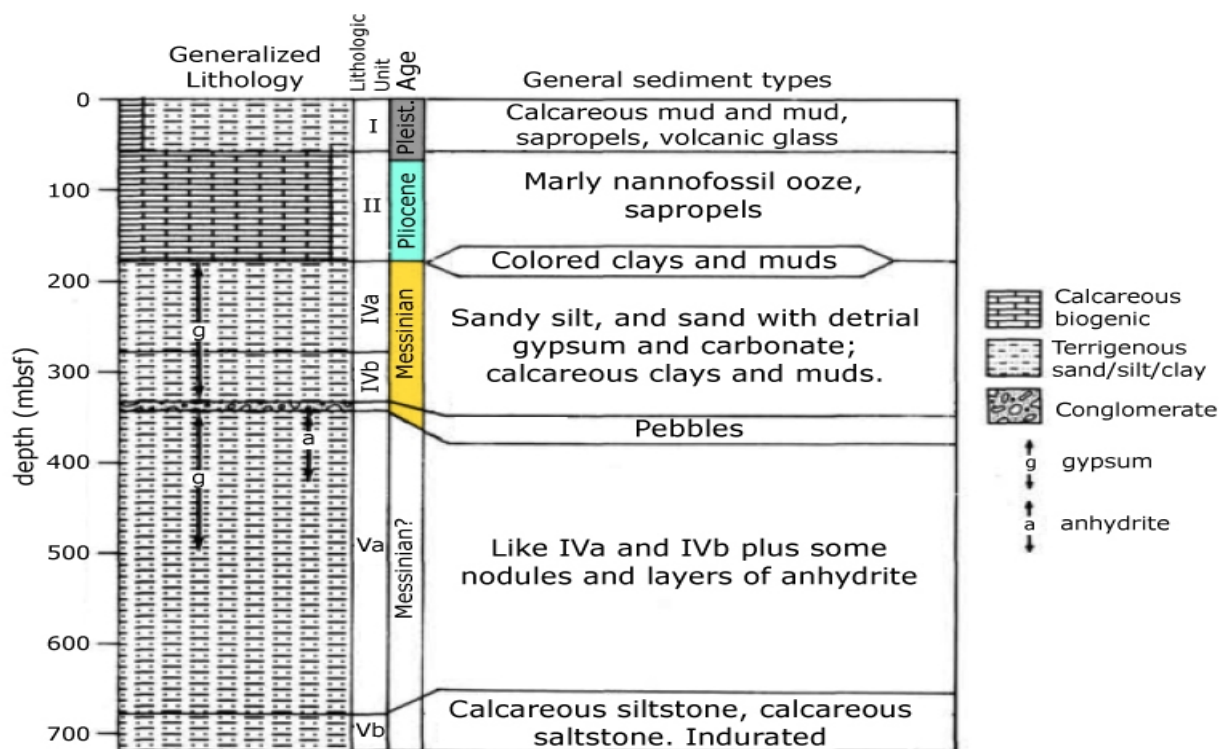 Generalized
Lithology
Lithologic
Unit
Age
General sediment types
depth (mbsf)
0
100
200
300
400
500
600
700
g
g
a
I
II
IVa
IVb
Va
Vb
Pleist.
Pliocene
Messinian
Messinian?
Calcareous mud and mud,
sapropels, volcanic glass
Marly nannofossil ooze,
sapropels
Colored clays and muds
Sandy silt, and sand with detrial
gypsum and carbonate;
calcareous clays and muds.
Pebbles
Like IVa and IVb plus some
nodules and layers of anhydrite
Calcareous siltstone, calcareous
saltstone. Indurated
Calcareous
biogenic
Terrigenous
sand/silt/clay
Conglomerate
g gypsum
a anhydrite